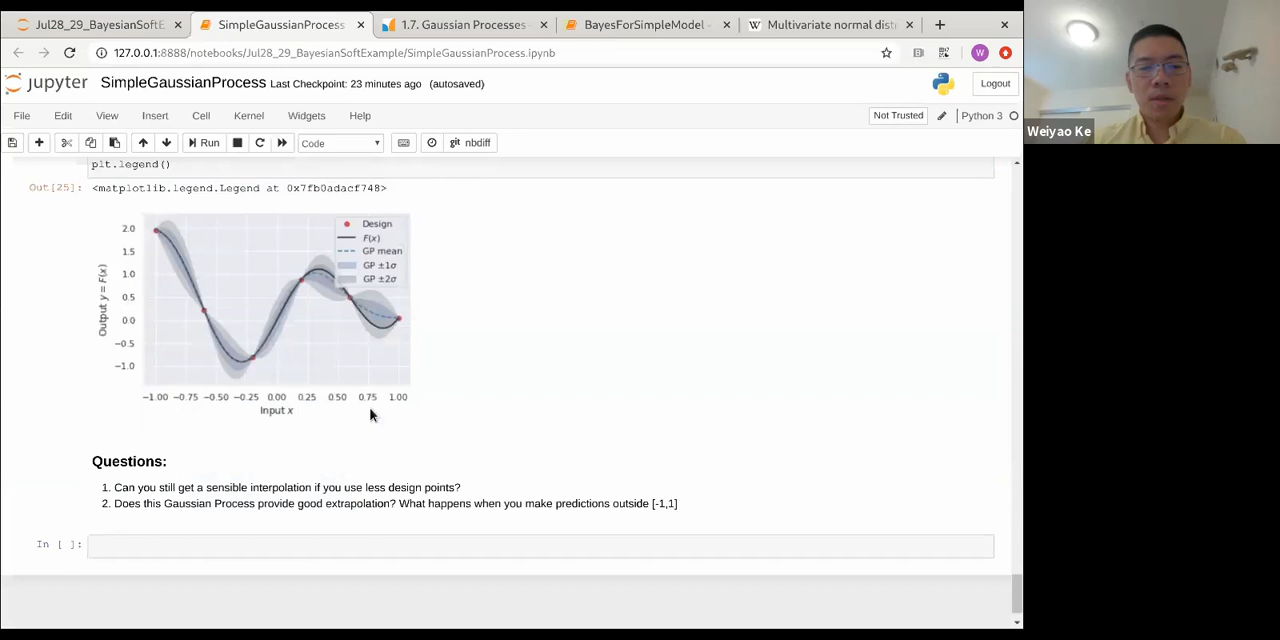 Jul28_29_BayesianSoftE
SimpleGaussianProcess
1.7. Gaussian Processes -
BayesForSimpleModel -
Multivariate normal dist
127.0.0.1:8888/notebooks/Jul28_29_BayesianSoftExample/SimpleGaussianProcess.ipynb
W
jupyter SimpleGaussianProcess Last Checkpoint: 23 minutes ago (autosaved)
Logout
File Edit View Insert Cell Kernel Widgets Help
Not Trusted
Python 3
Run
Code
git nbdiff
plt.legend()
Out[25]: <matplotlib.legend.Legend at 0x7fb0adacf748>
Design
F(x)
GP mean
GP ±1σ
GP ±2σ
2.0
1.5
1.0
0.5
0.0
−0.5
−1.0
Output y = F(x)
−1.00 −0.75 −0.50 −0.25 0.00 0.25 0.50 0.75 1.00
Input x
Questions:
1. Can you still get a sensible interpolation if you use less design points?
2. Does this Gaussian Process provide good extrapolation? What happens when you make predictions outside [-1,1]
In [ ]:
Weiyao Ke